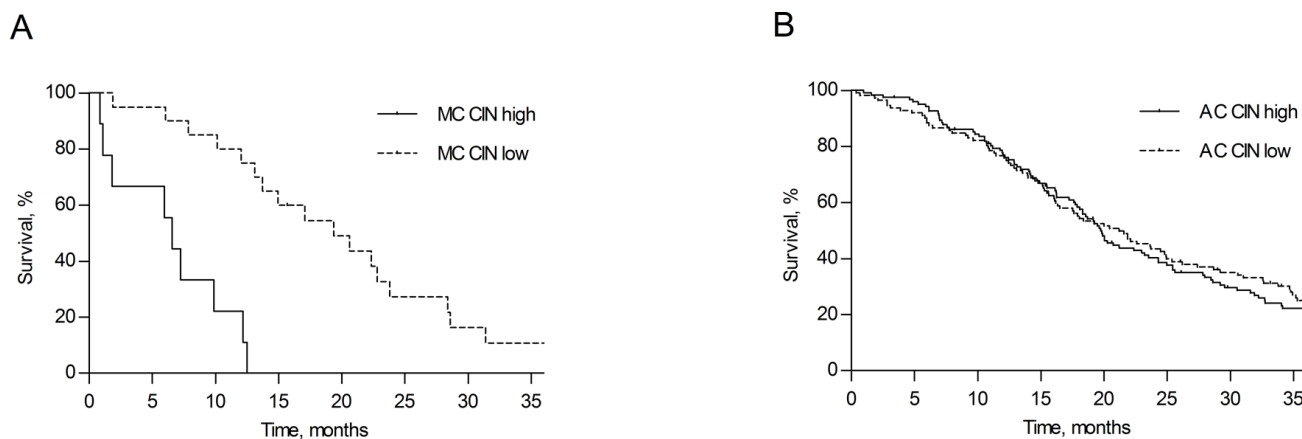 A
Survival, %
100
80
60
40
20
0
MC CIN high
MC CIN low
0 5 10 15 20 25 30 35
Time, months
B
Survival, %
100
80
60
40
20
0
AC CIN high
AC CIN low
0 5 10 15 20 25 30 35
Time, months